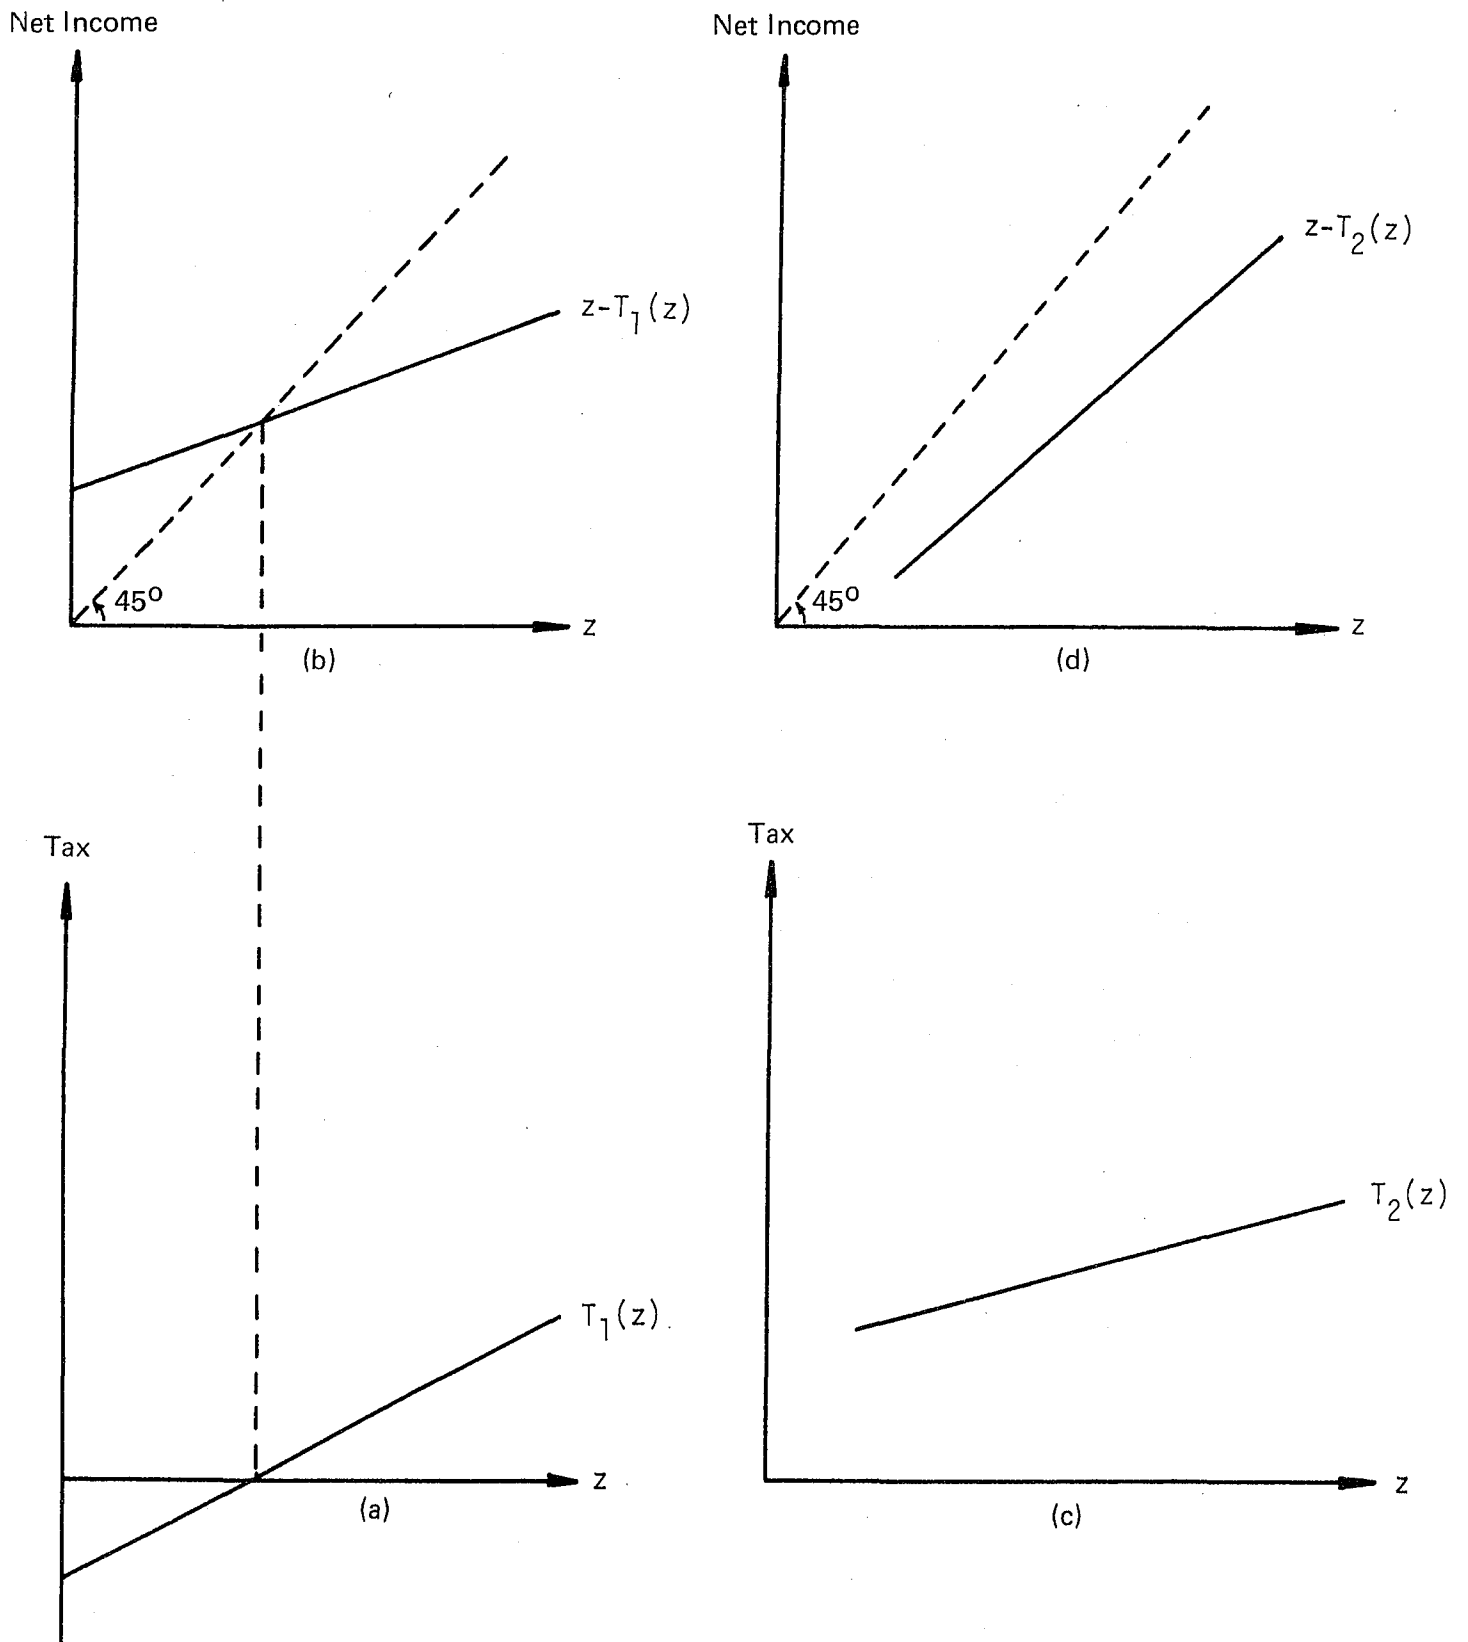 Net Income
z-T1(z)
45°
z
(b)
Net Income
z-T2(z)
45°
z
(d)
Tax
T1(z)
z
(a)
Tax
T2(z)
z
(c)